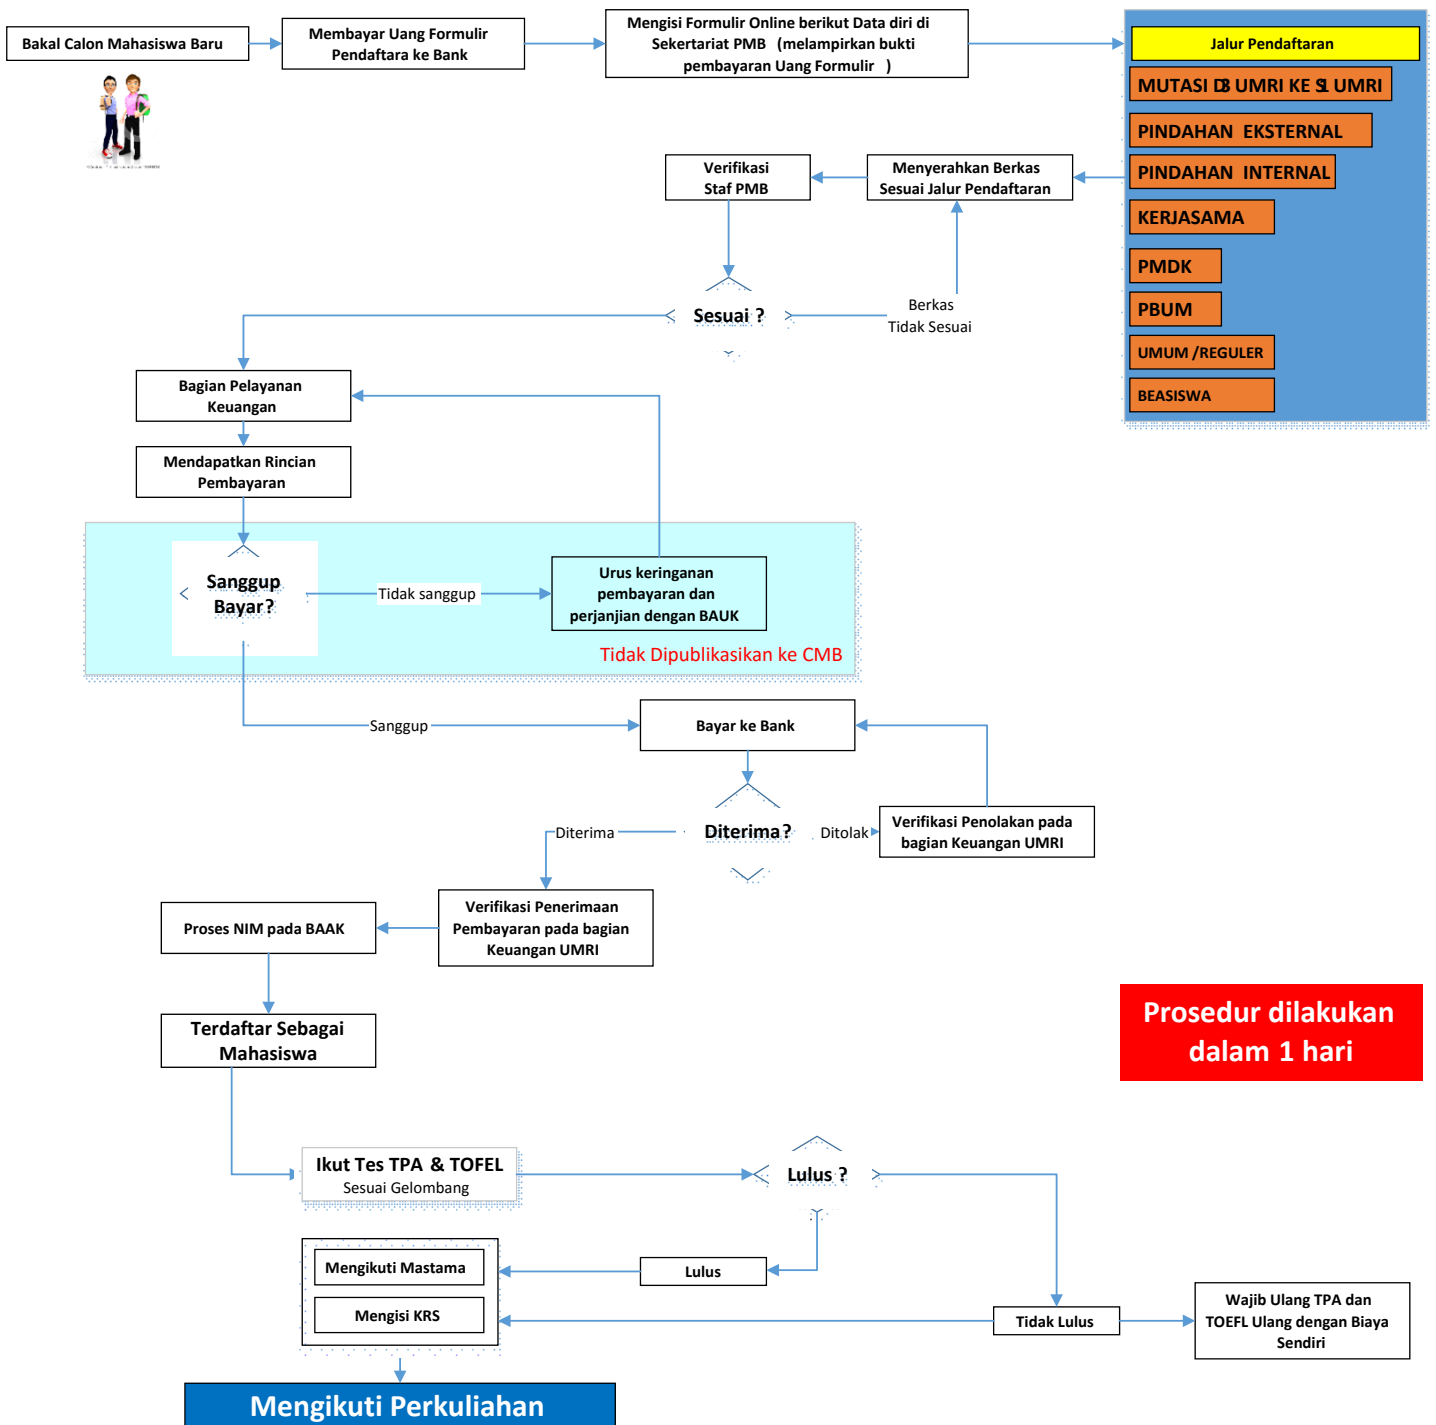 Bakal Calon Mahasiswa Baru
Membayar Uang Formulir
Pendaftara ke Bank
Mengisi Formulir Online berikut Data diri di
Sekertariat PMB (melampirkan bukti
pembayaran Uang Formulir )
Jalur Pendaftaran
MUTASI D3 UMRI KE S1 UMRI
PINDAHAN EKSTERNAL
PINDAHAN INTERNAL
KERJASAMA
PMDK
PBUM
UMUM /REGULER
BEASISWA
Menyerahkan Berkas
Sesuai Jalur Pendaftaran
Verifikasi
Staf PMB
Sesuai ?
Berkas
Tidak Sesuai
Bagian Pelayanan
Keuangan
Mendapatkan Rincian
Pembayaran
Sanggup
Bayar?
Tidak sanggup
Urus keringanan
pembayaran dan
perjanjian dengan BAUK
Tidak Dipublikasikan ke CMB
Sanggup
Bayar ke Bank
Diterima?
Diterima
Ditolak
Verifikasi Penolakan pada
bagian Keuangan UMRI
Verifikasi Penerimaan
Pembayaran pada bagian
Keuangan UMRI
Proses NIM pada BAAK
Terdaftar Sebagai
Mahasiswa
Prosedur dilakukan
dalam 1 hari
Ikut Tes TPA & TOFEL
Sesuai Gelombang
Lulus ?
Lulus
Mengikuti Mastama
Mengisi KRS
Tidak Lulus
Wajib Ulang TPA dan
TOEFL Ulang dengan Biaya
Sendiri
Mengikuti Perkuliahan